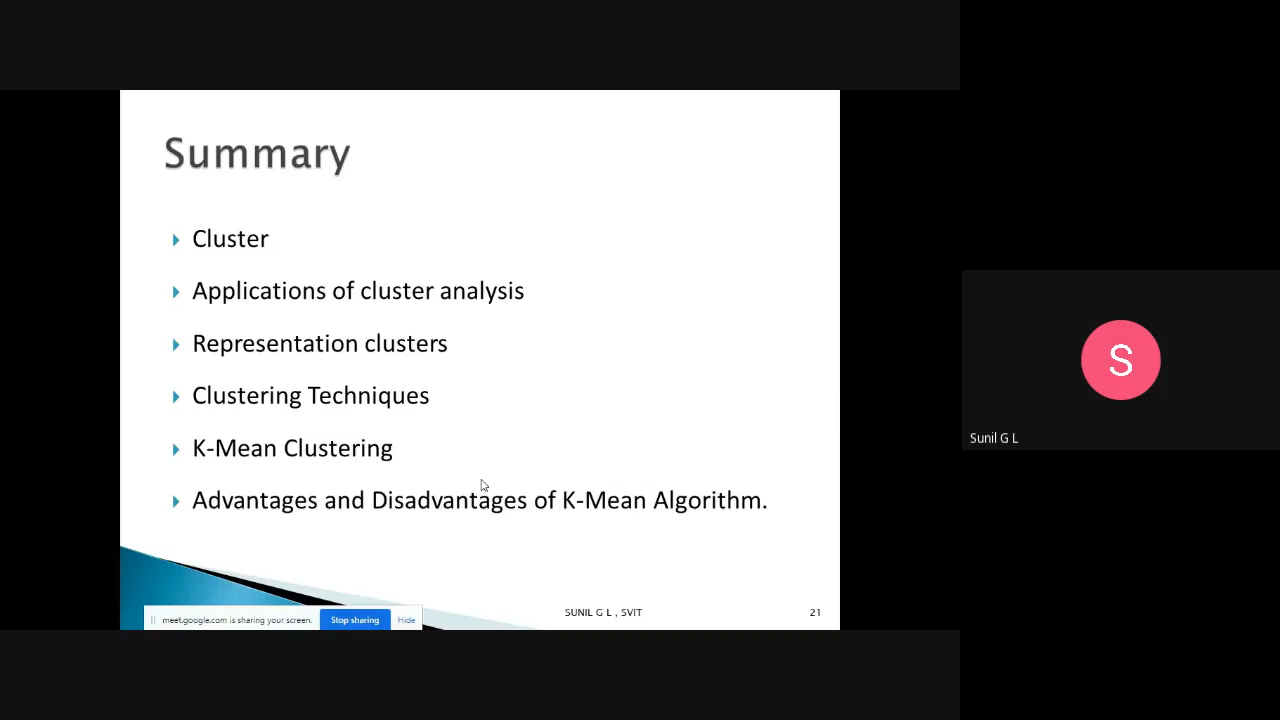 Summary
Cluster
Applications of cluster analysis
Representation clusters
Clustering Techniques
K-Mean Clustering
Advantages and Disadvantages of K-Mean Algorithm.
meet.google.com is sharing your screen. Stop sharing Hide
SUNIL G L , SVIT 21
S
Sunil G L